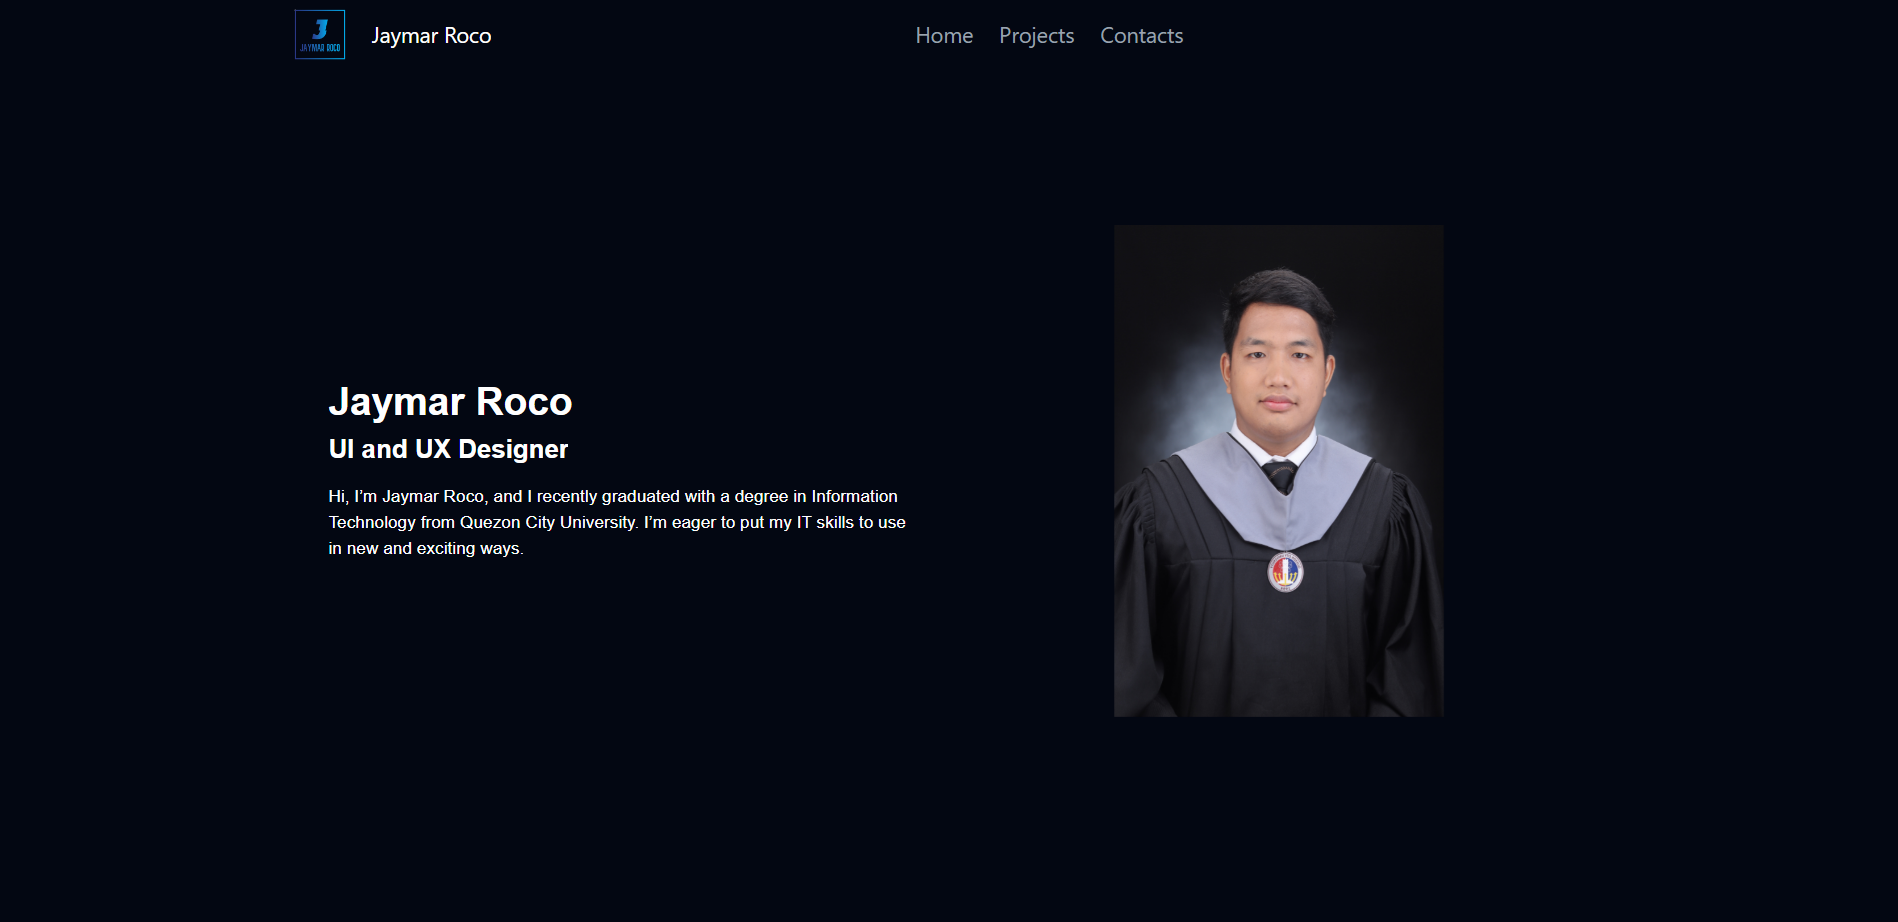 J
JAYMAR ROCO
Jaymar Roco
Home Projects Contacts
Jaymar Roco
UI and UX Designer
Hi, I’m Jaymar Roco, and I recently graduated with a degree in Information
Technology from Quezon City University. I’m eager to put my IT skills to use
in new and exciting ways.